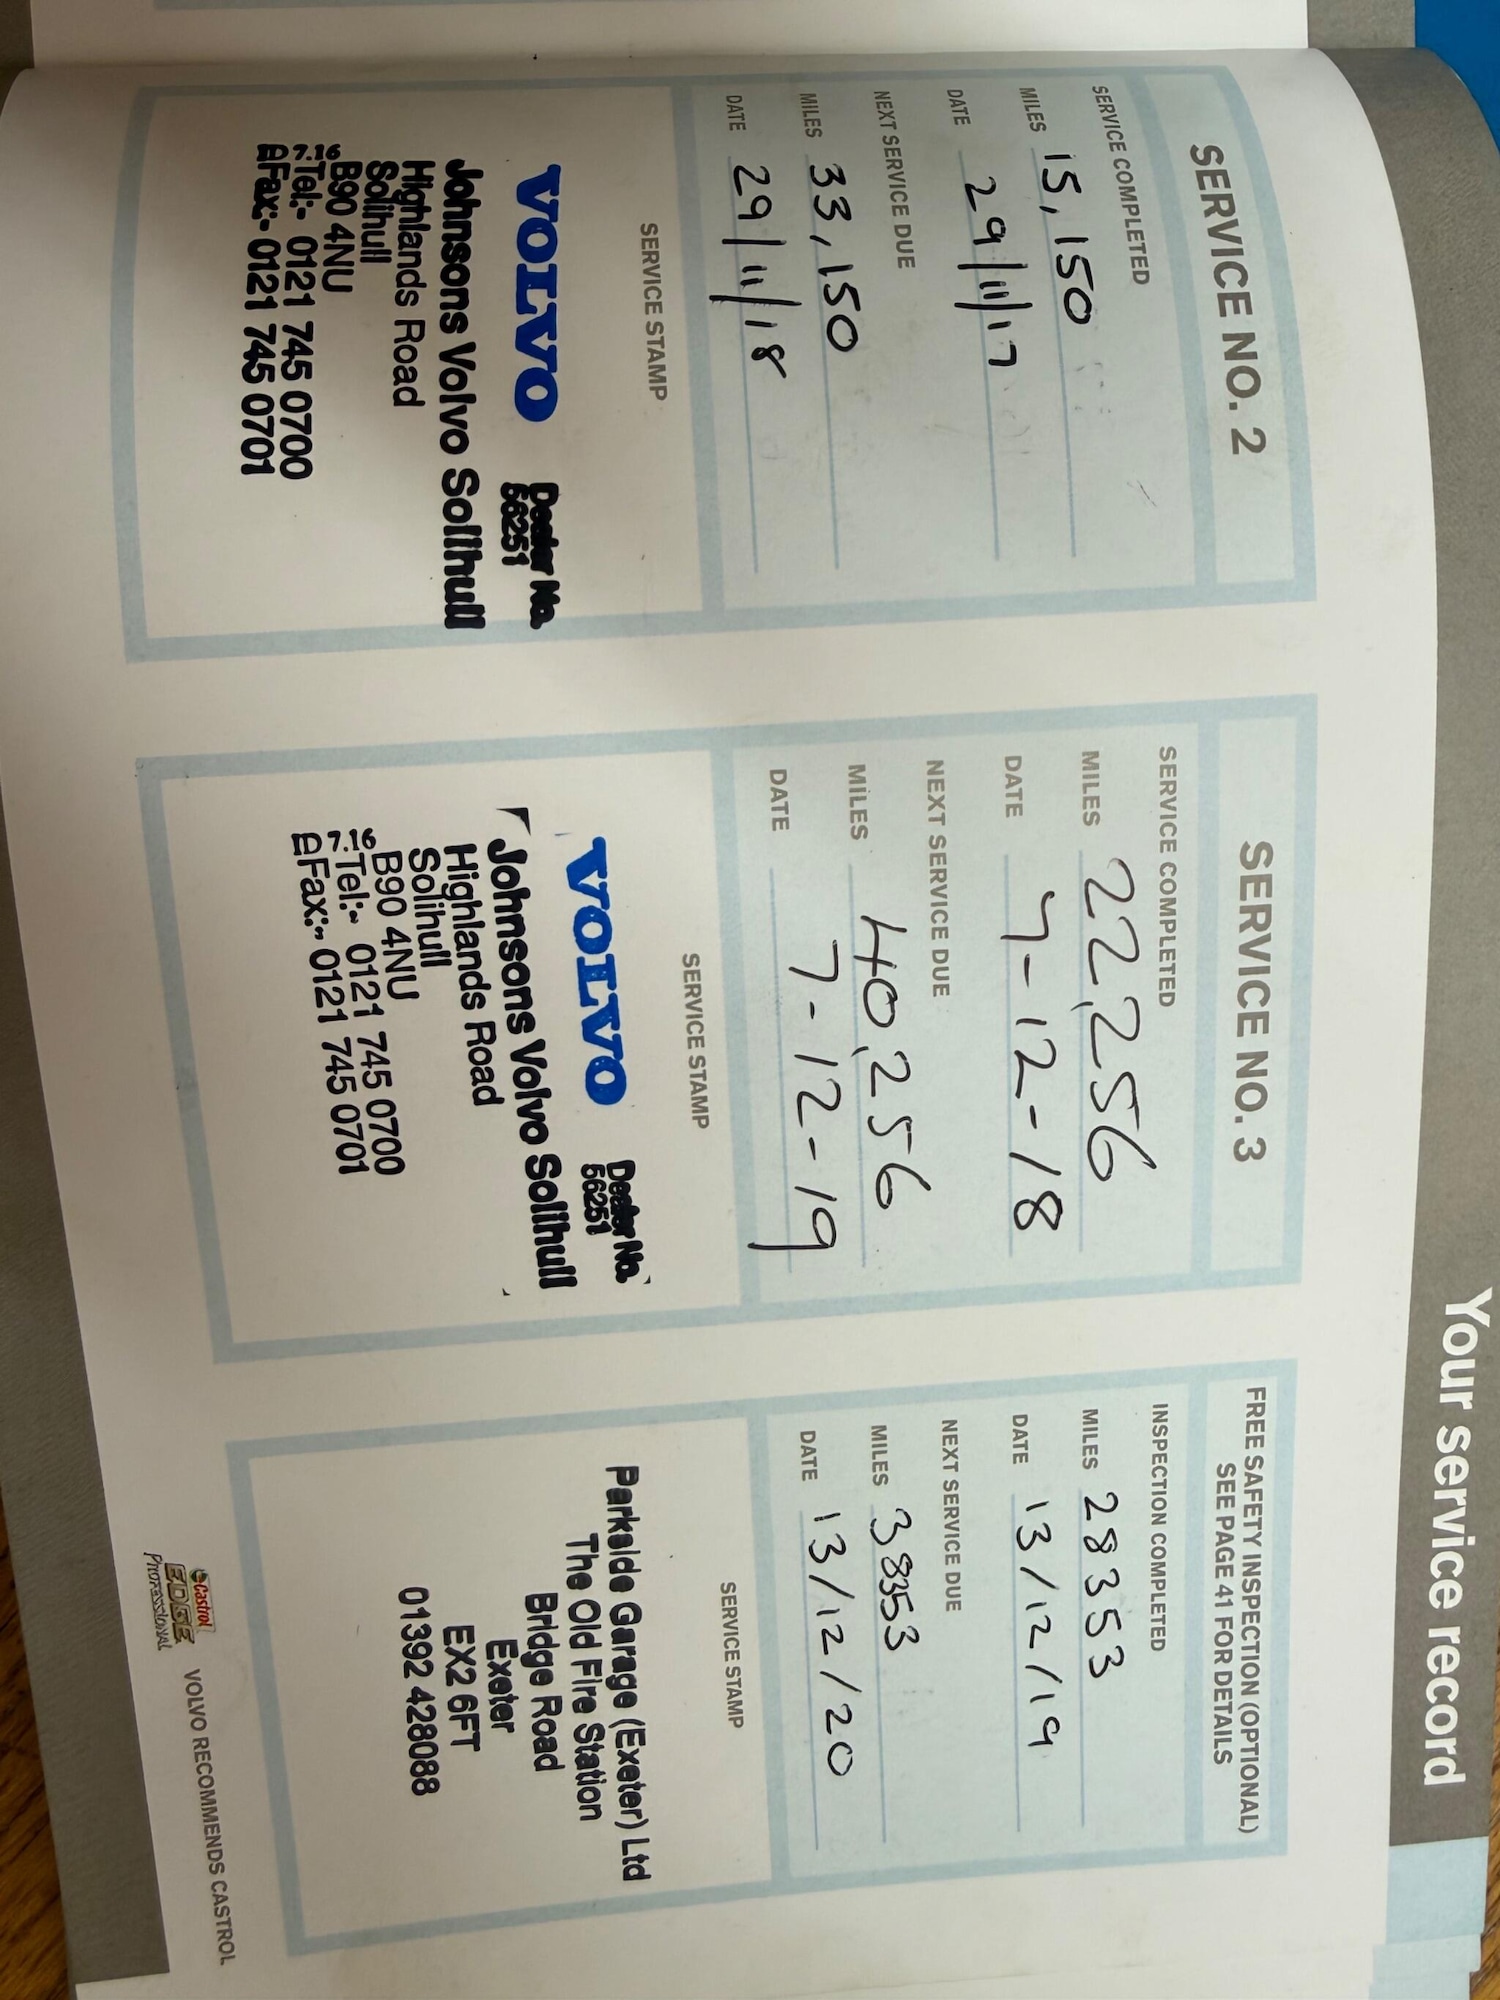 Your service record
SERVICE NO. 2
SERVICE COMPLETED
MILES 15,150
DATE 29/11/17
NEXT SERVICE DUE
MILES 33,150
DATE 29/11/18
SERVICE STAMP
Dealer No.
VOLVO 56251
Johnsons Volvo Solihull
Highlands Road
Solihull
B90 4NU
Tel:- 0121 745 0700
Fax:- 0121 745 0701
SERVICE NO. 3
SERVICE COMPLETED
MILES 22,256
DATE 7-12-18
NEXT SERVICE DUE
MILES 40,256
DATE 7-12-19
SERVICE STAMP
Dealer No.
VOLVO 56251
Johnsons Volvo Solihull
Highlands Road
Solihull
B90 4NU
Tel:- 0121 745 0700
Fax:- 0121 745 0701
FREE SAFETY INSPECTION (OPTIONAL)
SEE PAGE 41 FOR DETAILS
INSPECTION COMPLETED
MILES 28353
DATE 13/12/19
NEXT SERVICE DUE
MILES 38353
DATE 13/12/20
SERVICE STAMP
Parkside Garage (Exeter) Ltd
The Old Fire Station
Bridge Road
Exeter
EX2 6FT
01392 428088
Castrol
EDGE
PROFESSIONAL
VOLVO RECOMMENDS CASTROL